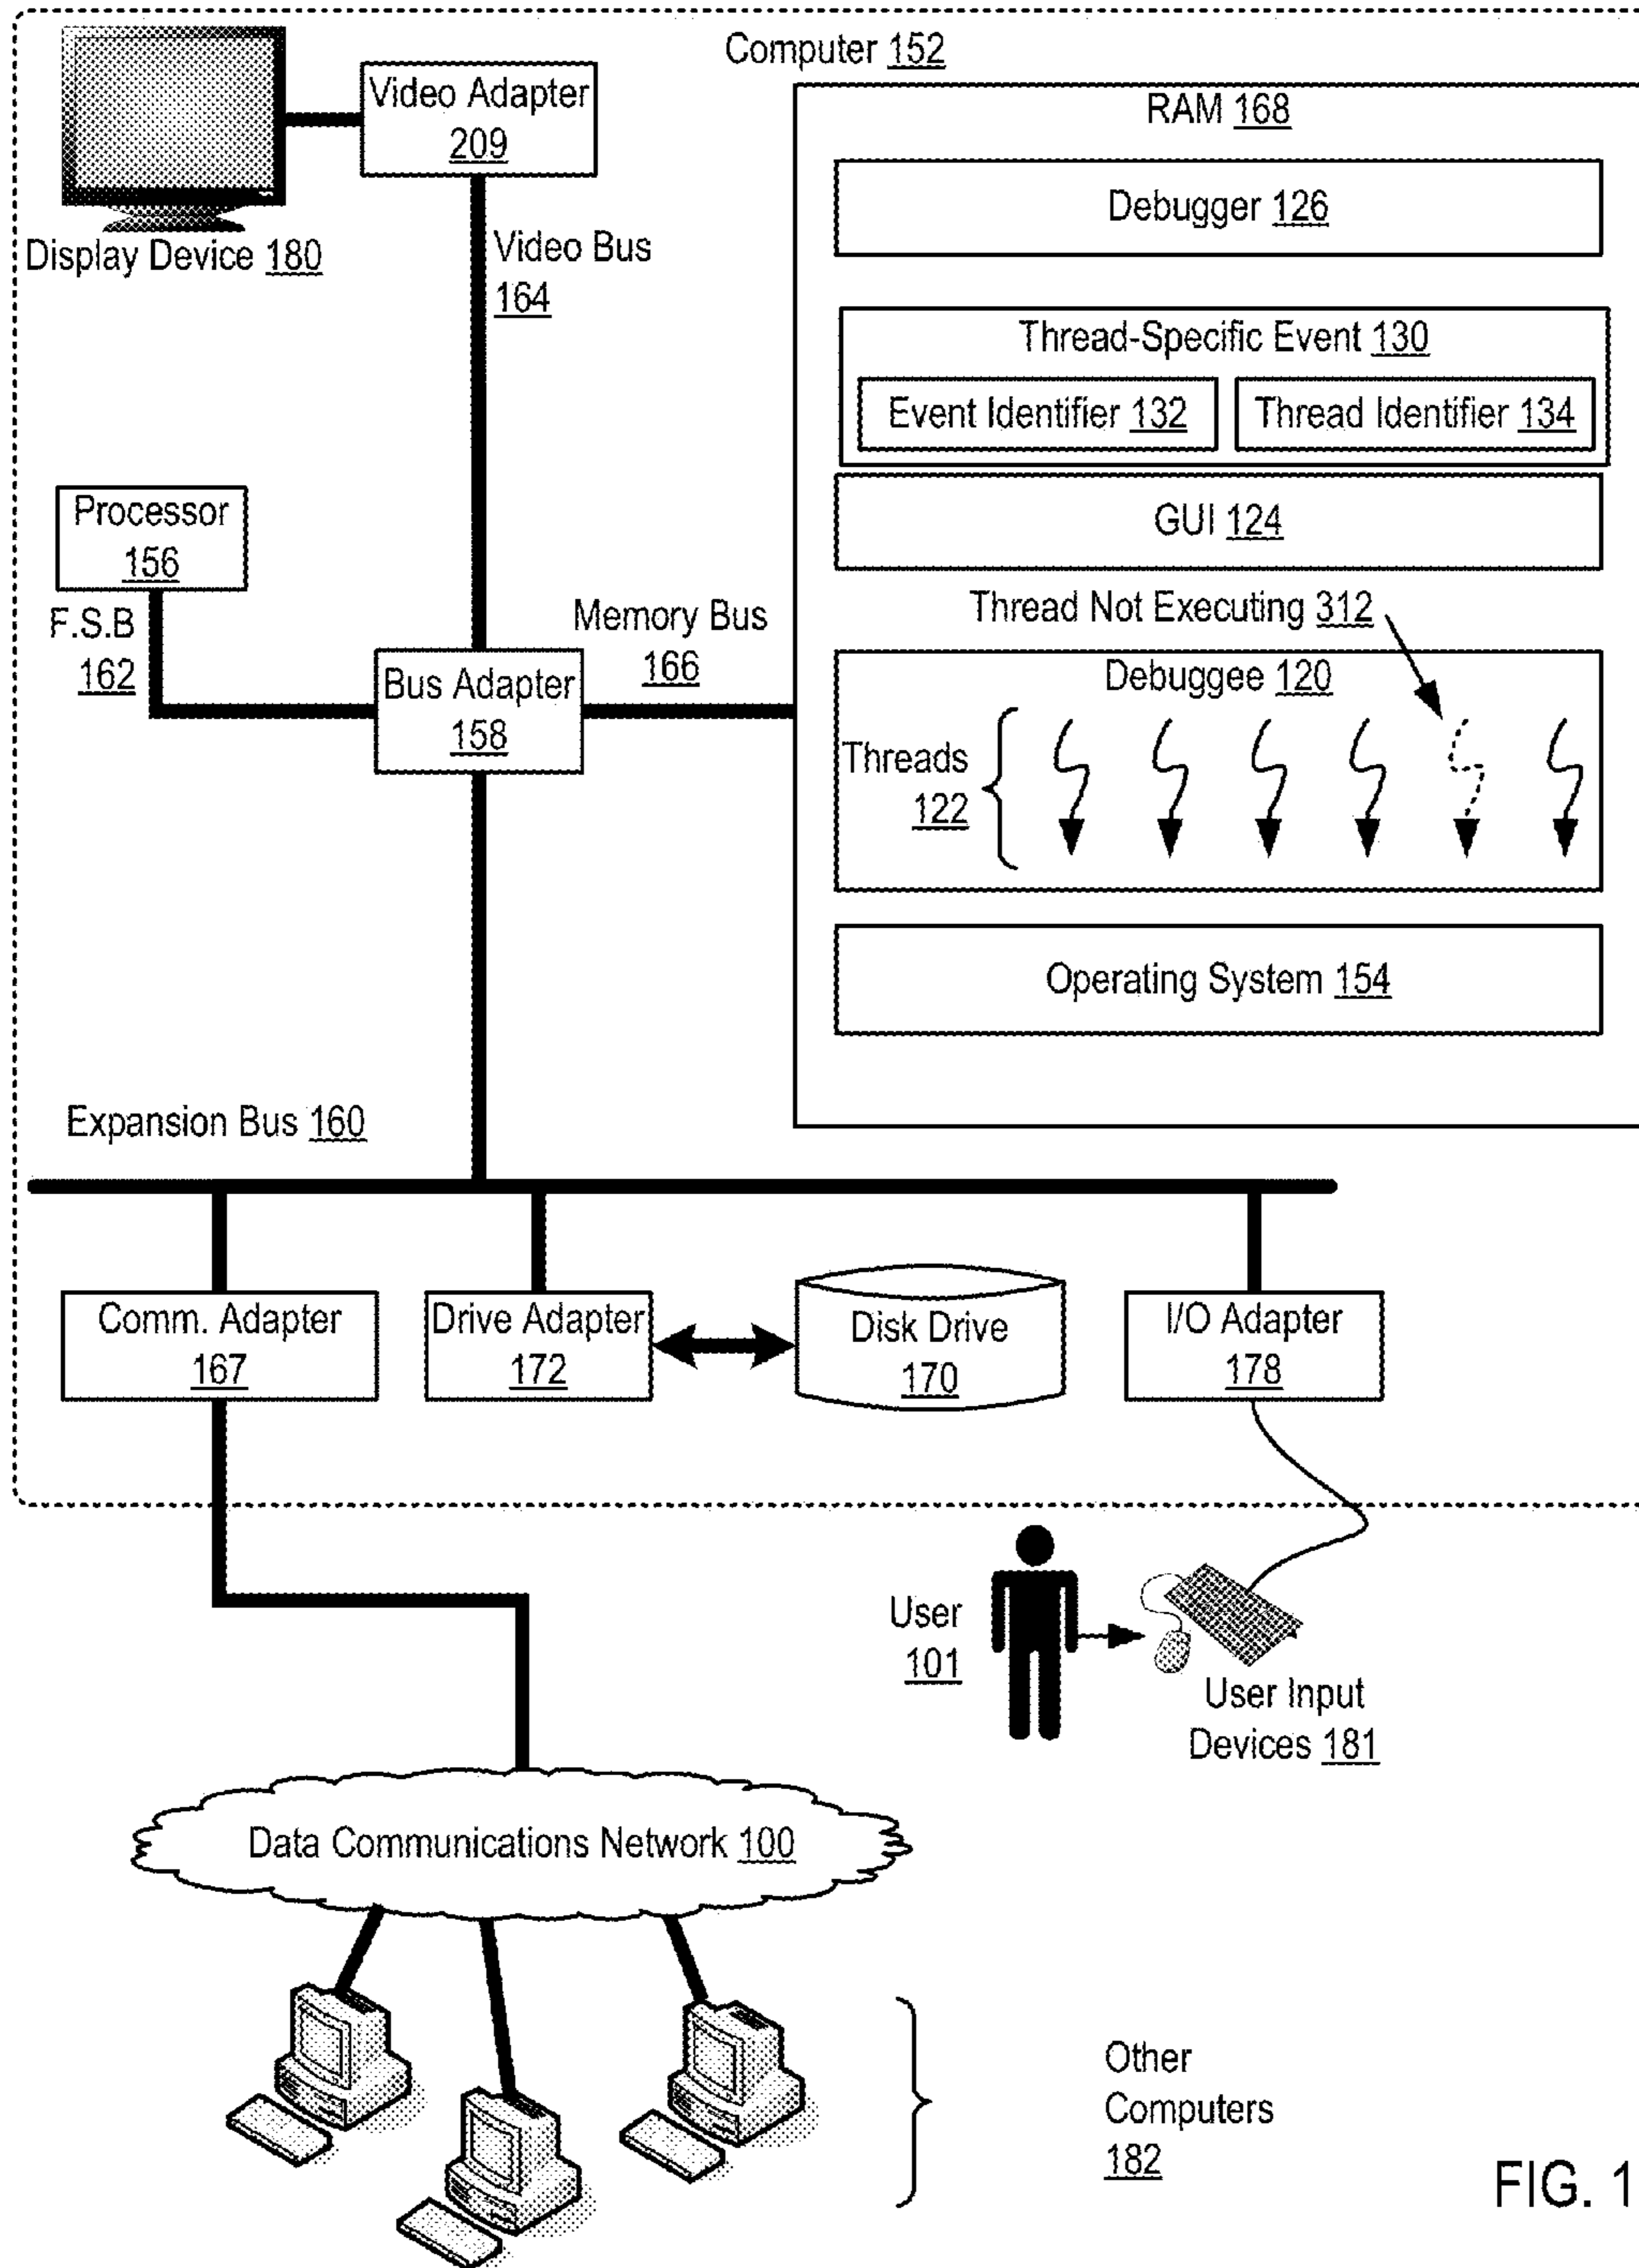 Computer 152
Video Adapter
209
Display Device 180
Video Bus
164
RAM 168
Debugger 126
Thread-Specific Event 130
Event Identifier 132
Thread Identifier 134
GUI 124
Processor
156
F.S.B
162
Bus Adapter
158
Memory Bus
166
Thread Not Executing 312
Debuggee 120
Threads
122
Operating System 154
Expansion Bus 160
Comm. Adapter
167
Drive Adapter
172
Disk Drive
170
I/O Adapter
178
User
101
User Input
Devices 181
Data Communications Network 100
Other
Computers
182
FIG. 1